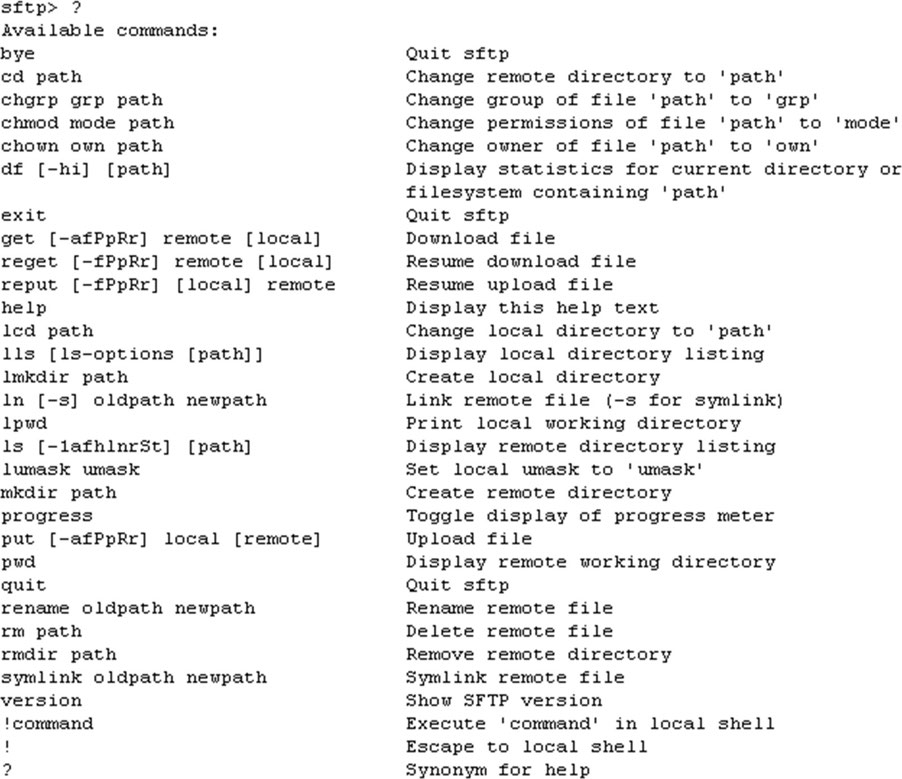 sftp> ?
Available commands:
bye Quit sftp
cd path Change remote directory to 'path'
chgrp grp path Change group of file 'path' to 'grp'
chmod mode path Change permissions of file 'path' to 'mode'
chown own path Change owner of file 'path' to 'own'
df [-hi] [path] Display statistics for current directory or
filesystem containing 'path'
exit Quit sftp
get [-afPpRr] remote [local] Download file
reget [-fPpRr] remote [local] Resume download file
reput [-fPpRr] [local] remote Resume upload file
help Display this help text
lcd path Change local directory to 'path'
lls [ls-options [path]] Display local directory listing
lmkdir path Create local directory
ln [-s] oldpath newpath Link remote file (-s for symlink)
lpwd Print local working directory
ls [-1afhlnrSt] [path] Display remote directory listing
lumask umask Set local umask to 'umask'
mkdir path Create remote directory
progress Toggle display of progress meter
put [-afPpRr] local [remote] Upload file
pwd Display remote working directory
quit Quit sftp
rename oldpath newpath Rename remote file
rm path Delete remote file
rmdir path Remove remote directory
symlink oldpath newpath Symlink remote file
version Show SFTP version
!command Execute 'command' in local shell
! Escape to local shell
? Synonym for help